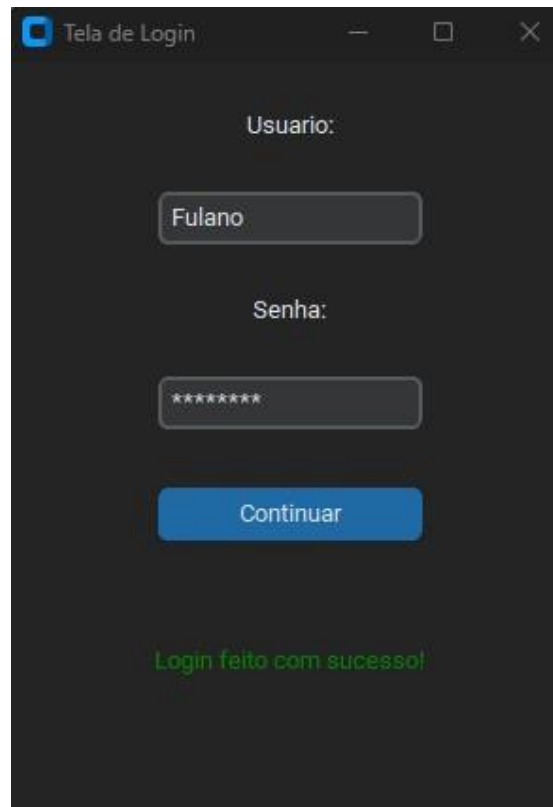 Tela de Login
Usuario:
Fulano
Senha:
********
Continuar
Login feito com sucesso!